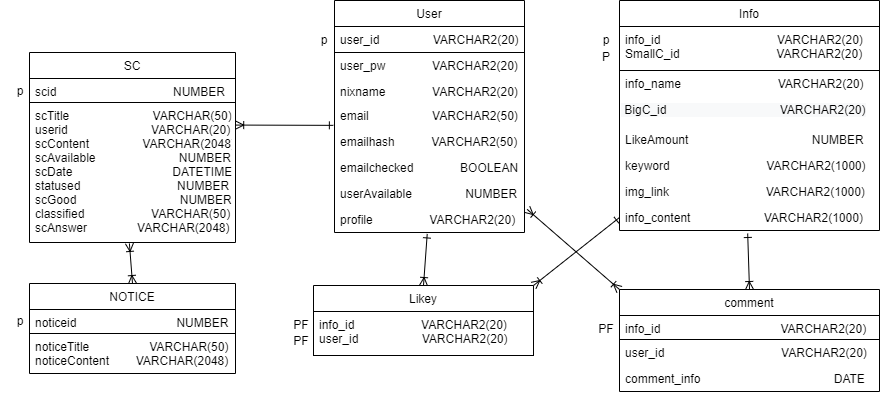 User
p user_id VARCHAR2(20)
user_pw VARCHAR2(20)
nixname VARCHAR2(20)
email VARCHAR2(50)
emailhash VARCHAR2(50)
emailchecked BOOLEAN
userAvailable NUMBER
profile VARCHAR2(20)
Info
p info_id VARCHAR2(20)
P SmallC_id VARCHAR2(20)
info_name VARCHAR2(20)
BigC_id VARCHAR2(20)
LikeAmount NUMBER
keyword VARCHAR2(1000)
img_link VARCHAR2(1000)
info_content VARCHAR2(1000)
SC
p scid NUMBER
scTitle VARCHAR(50)
userid VARCHAR(20)
scContent VARCHAR(2048
scAvailable NUMBER
scDate DATETIME
statused NUMBER
scGood NUMBER
classified VARCHAR(50)
scAnswer VARCHAR(2048)
NOTICE
p noticeid NUMBER
noticeTitle VARCHAR(50)
noticeContent VARCHAR(2048)
Likey
PF info_id VARCHAR2(20)
PF user_id VARCHAR2(20)
comment
PF info_id VARCHAR2(20)
user_id VARCHAR2(20)
comment_info DATE